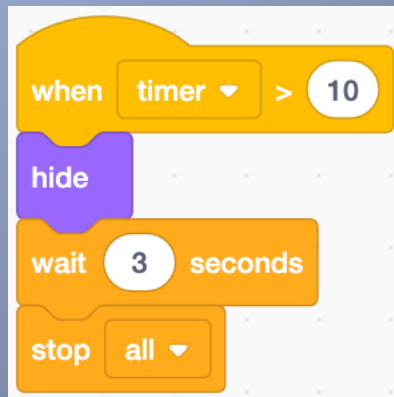 when timer > 10
hide
wait 3 seconds
stop all